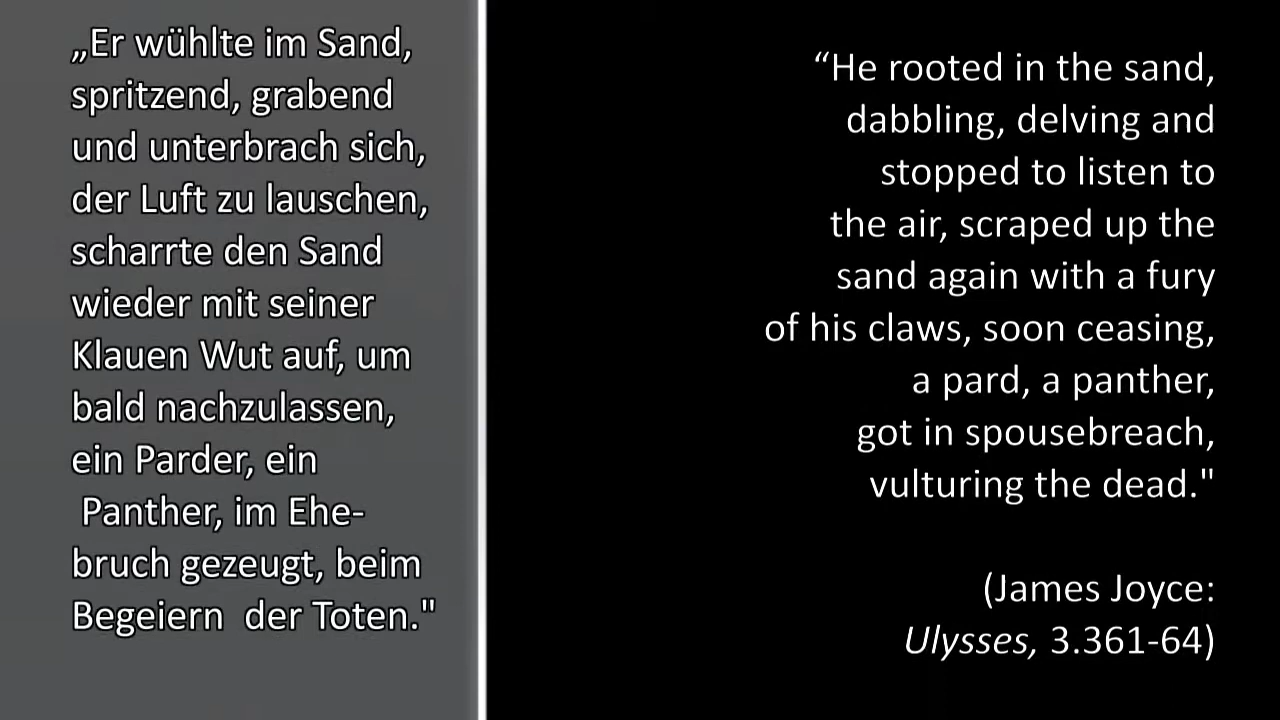 „Er wühlte im Sand,
spritzend, grabend
und unterbrach sich,
der Luft zu lauschen,
scharrte den Sand
wieder mit seiner
Klauen Wut auf, um
bald nachzulassen,
ein Parder, ein
Panther, im Ehe-
bruch gezeugt, beim
Begeiern  der Toten."
“He rooted in the sand,
dabbling, delving and
stopped to listen to
the air, scraped up the
sand again with a fury
of his claws, soon ceasing,
a pard, a panther,
got in spousebreach,
vulturing the dead."
(James Joyce:
Ulysses, 3.361-64)